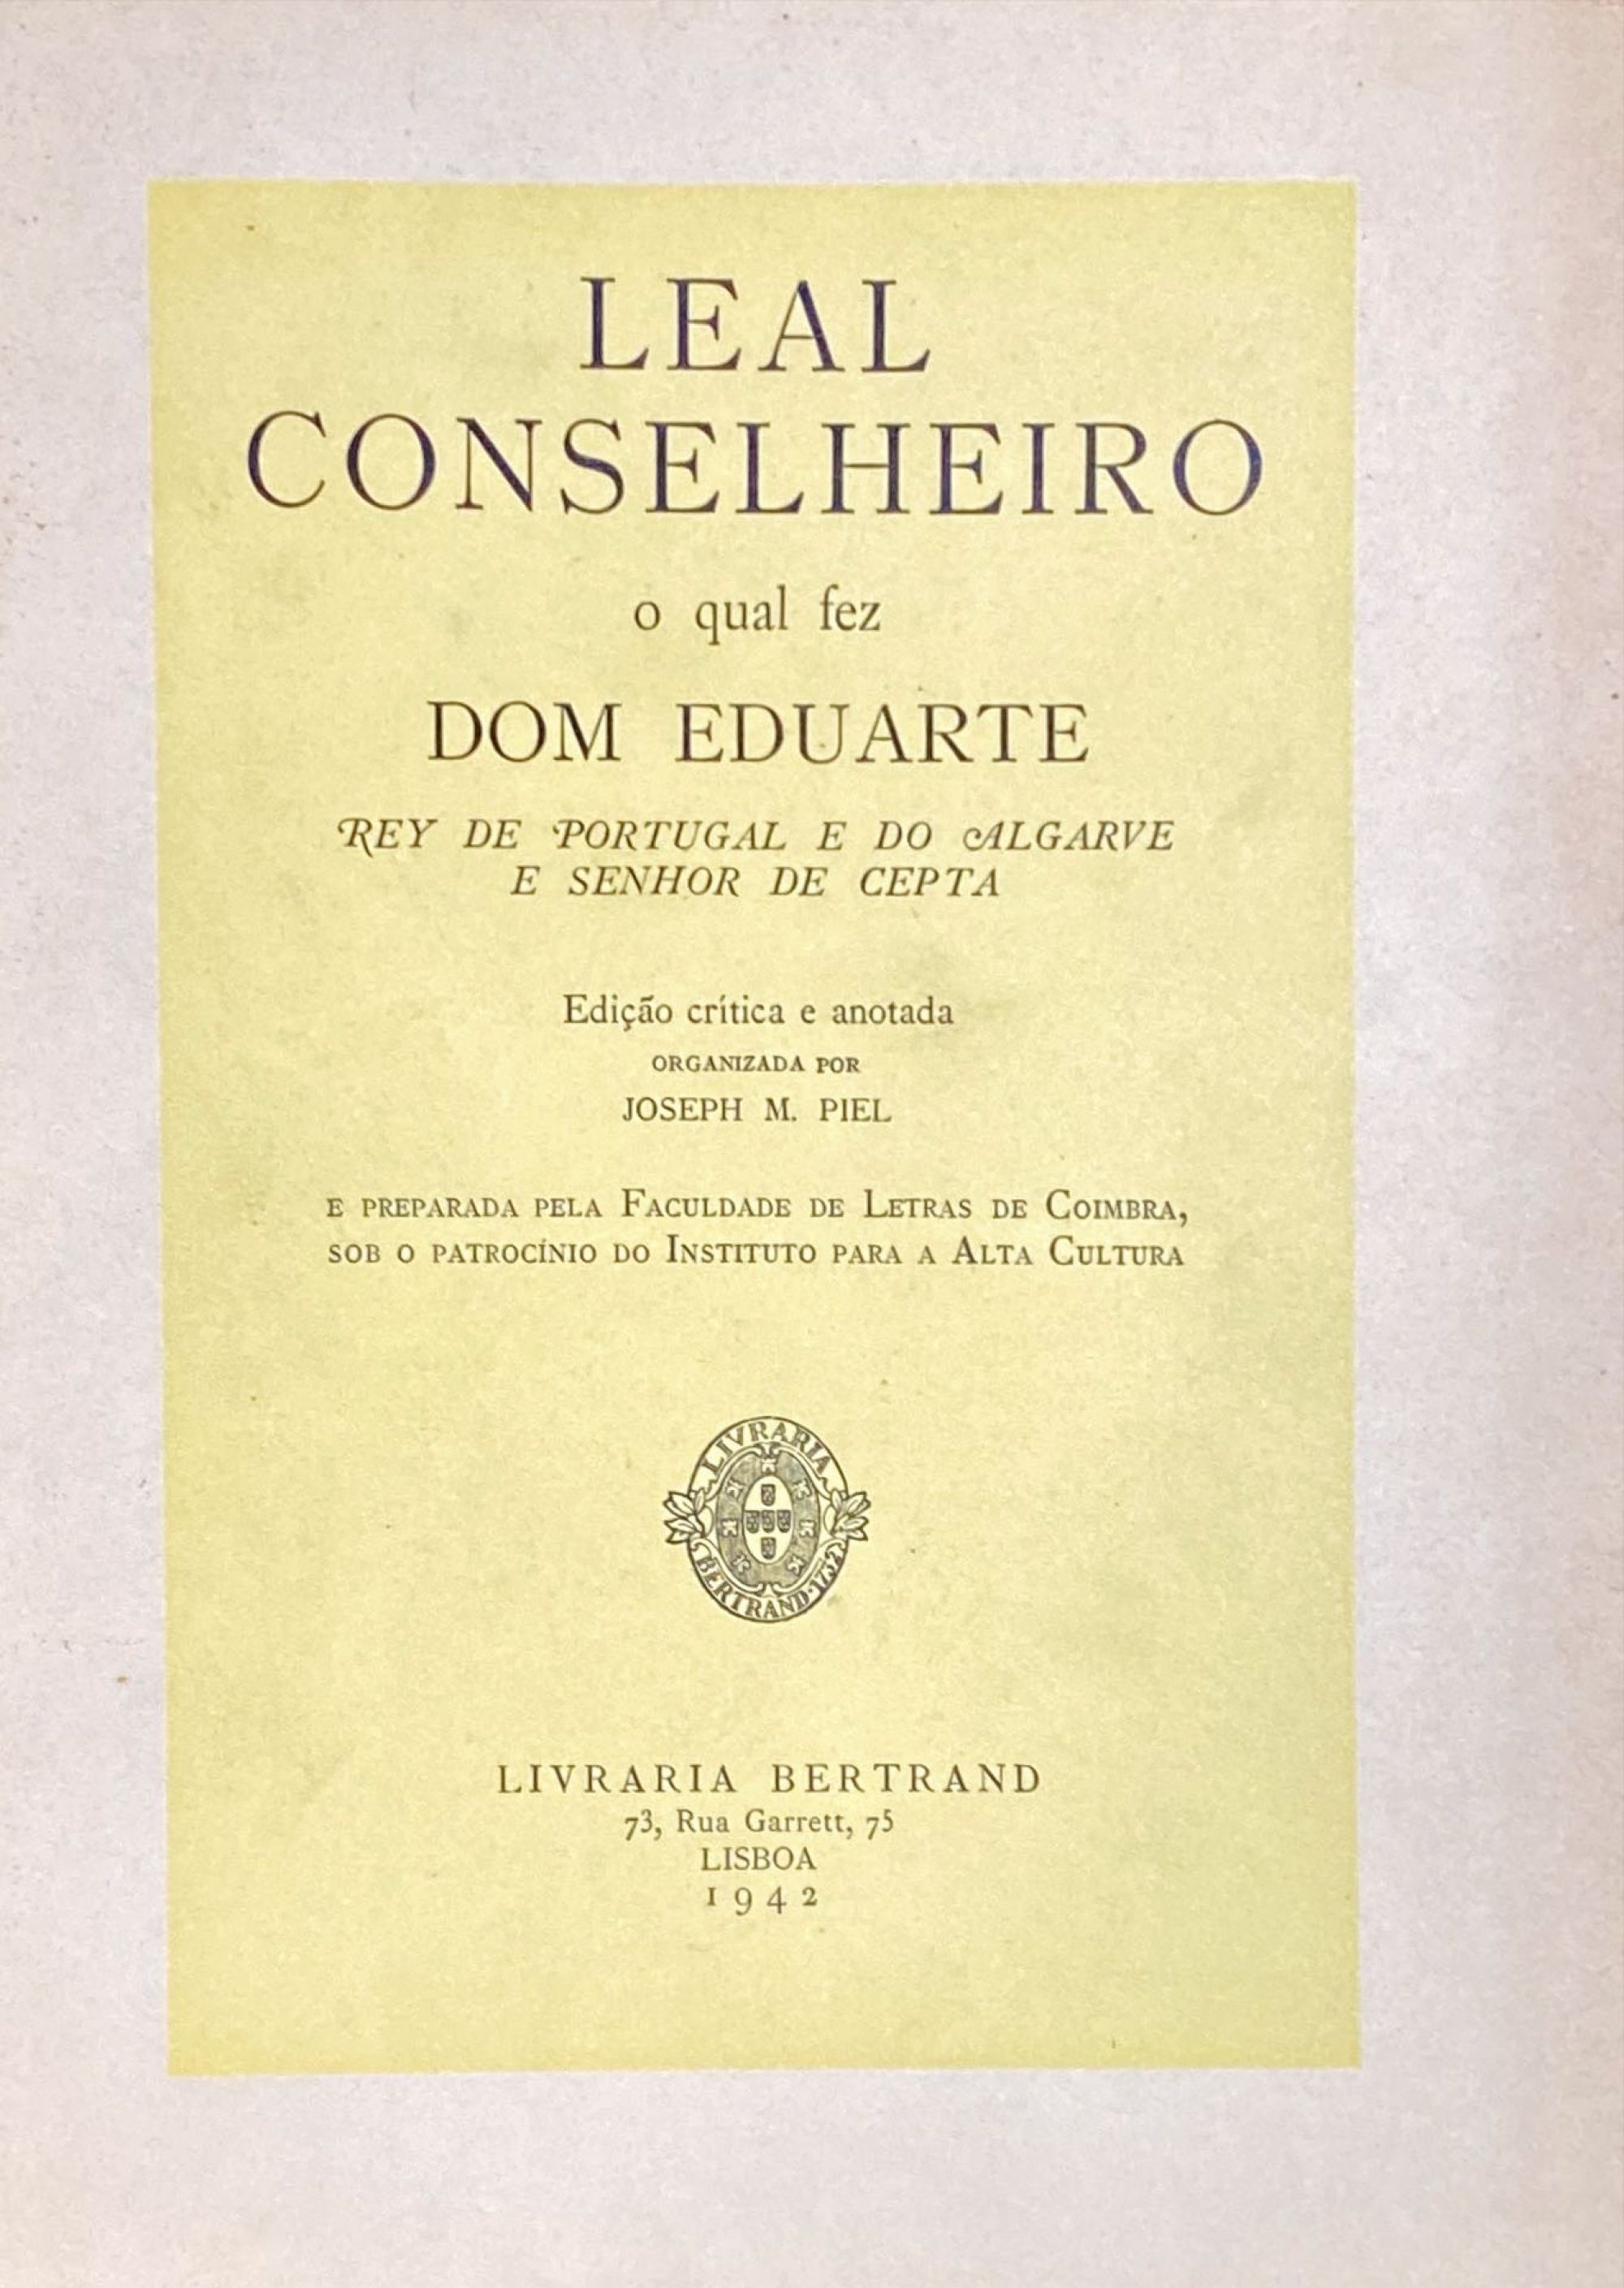 LEAL
CONSELHEIRO
o qual fez
DOM EDUARTE
REY DE PORTUGAL E DO ALGARVE
E SENHOR DE CEPTA
Edição crítica e anotada
ORGANIZADA POR
JOSEPH M. PIEL
E PREPARADA PELA FACULDADE DE LETRAS DE COIMBRA,
SOB O PATROCÍNIO DO INSTITUTO PARA A ALTA CULTURA
LIVRARIA
BERTRAND·1732
LIVRARIA BERTRAND
73, Rua Garrett, 75
LISBOA
1942